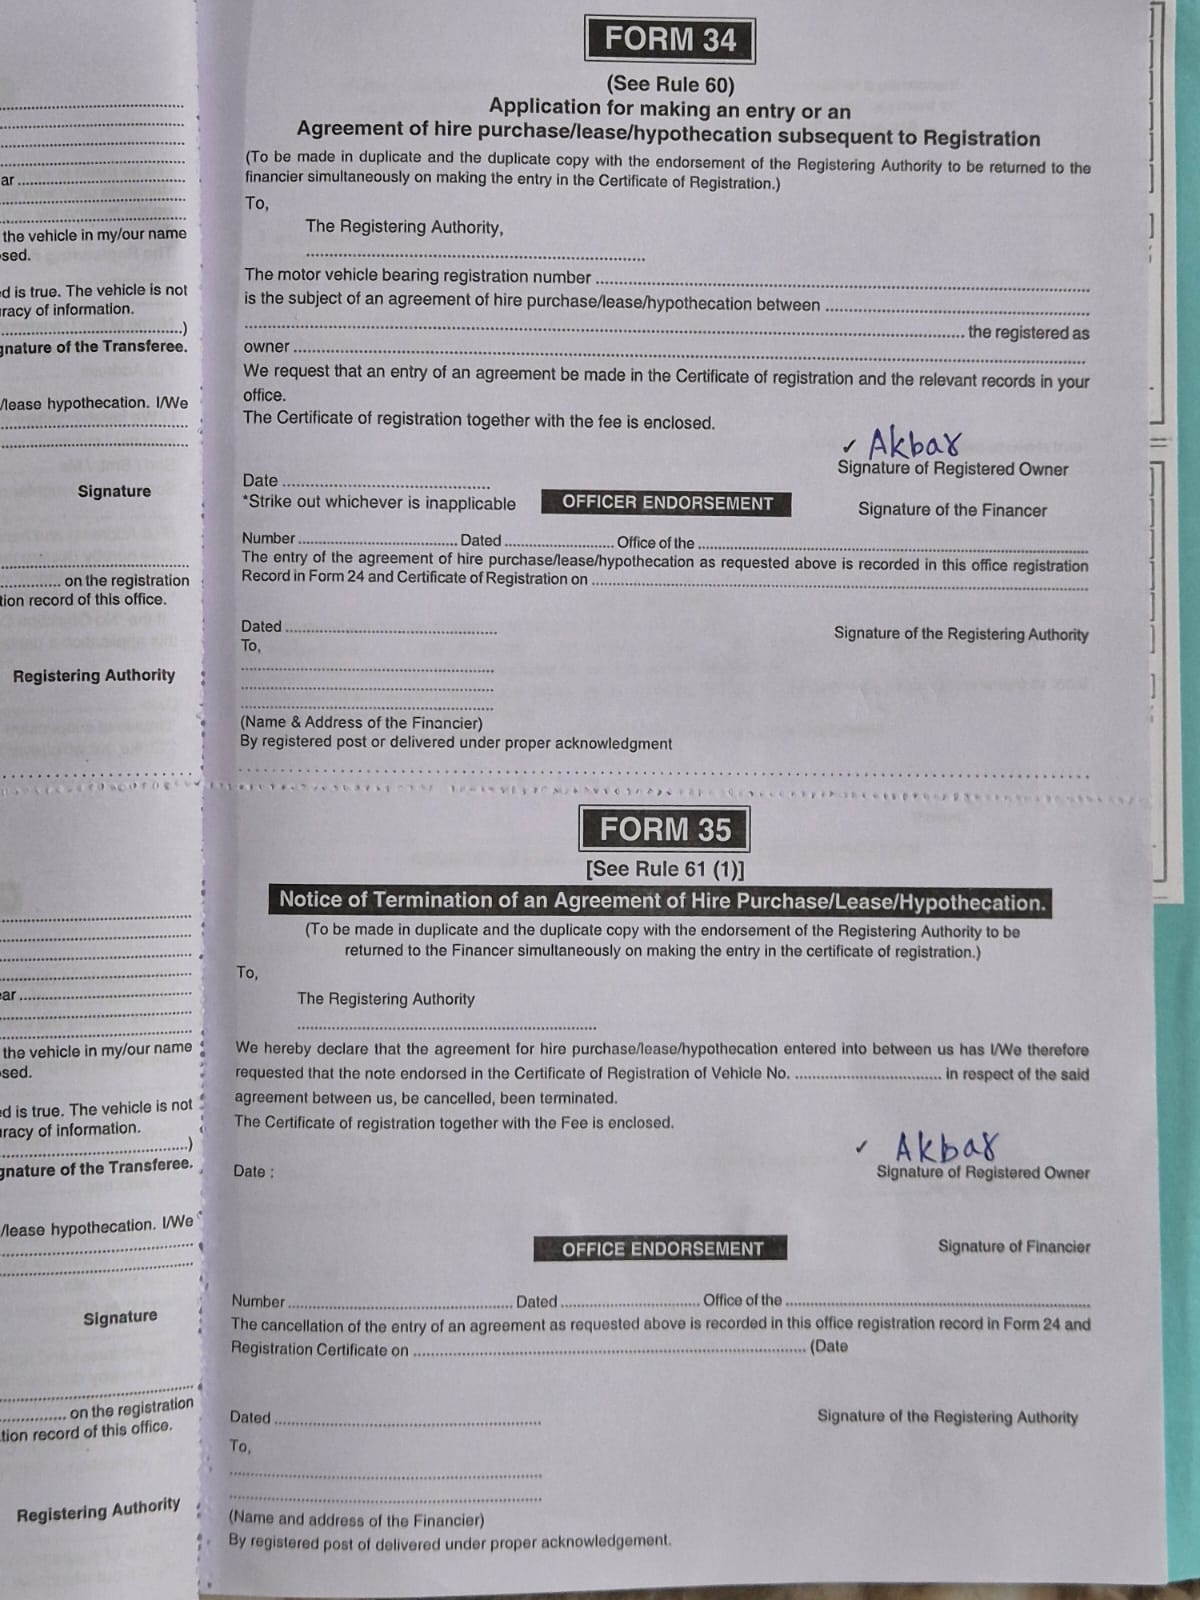 ar ........
the vehicle in my/our name
sed.
d is true. The vehicle is not
racy of information.
........)
gnature of the Transferee.
/lease hypothecation. I/We
Signature
........ on the registration
tion record of this office.
Registering Authority
FORM 34
(See Rule 60)
Application for making an entry or an
Agreement of hire purchase/lease/hypothecation subsequent to Registration
(To be made in duplicate and the duplicate copy with the endorsement of the Registering Authority to be returned to the
financier simultaneously on making the entry in the Certificate of Registration.)
To,
The Registering Authority,
The motor vehicle bearing registration number ........
is the subject of an agreement of hire purchase/lease/hypothecation between ........
........ the registered as
owner ........
We request that an entry of an agreement be made in the Certificate of registration and the relevant records in your
office.
The Certificate of registration together with the fee is enclosed.
✓ Akbar
Signature of Registered Owner
Date ........
*Strike out whichever is inapplicable OFFICER ENDORSEMENT Signature of the Financer
Number ........ Dated ........ Office of the ........
The entry of the agreement of hire purchase/lease/hypothecation as requested above is recorded in this office registration
Record in Form 24 and Certificate of Registration on ........
Dated ........ Signature of the Registering Authority
To,
(Name & Address of the Financier)
By registered post or delivered under proper acknowledgment
ar ........
the vehicle in my/our name
sed.
d is true. The vehicle is not
racy of information.
........)
gnature of the Transferee.
/lease hypothecation. I/We
Signature
........ on the registration
tion record of this office.
Registering Authority
FORM 35
[See Rule 61 (1)]
Notice of Termination of an Agreement of Hire Purchase/Lease/Hypothecation.
(To be made in duplicate and the duplicate copy with the endorsement of the Registering Authority to be
returned to the Financer simultaneously on making the entry in the certificate of registration.)
To,
The Registering Authority
We hereby declare that the agreement for hire purchase/lease/hypothecation entered into between us has I/We therefore
requested that the note endorsed in the Certificate of Registration of Vehicle No. ........ in respect of the said
agreement between us, be cancelled, been terminated.
The Certificate of registration together with the Fee is enclosed.
✓ Akbar
Date : Signature of Registered Owner
OFFICE ENDORSEMENT Signature of Financier
Number ........ Dated ........ Office of the ........
The cancellation of the entry of an agreement as requested above is recorded in this office registration record in Form 24 and
Registration Certificate on ........ (Date
Dated ........ Signature of the Registering Authority
To,
(Name and address of the Financier)
By registered post of delivered under proper acknowledgement.